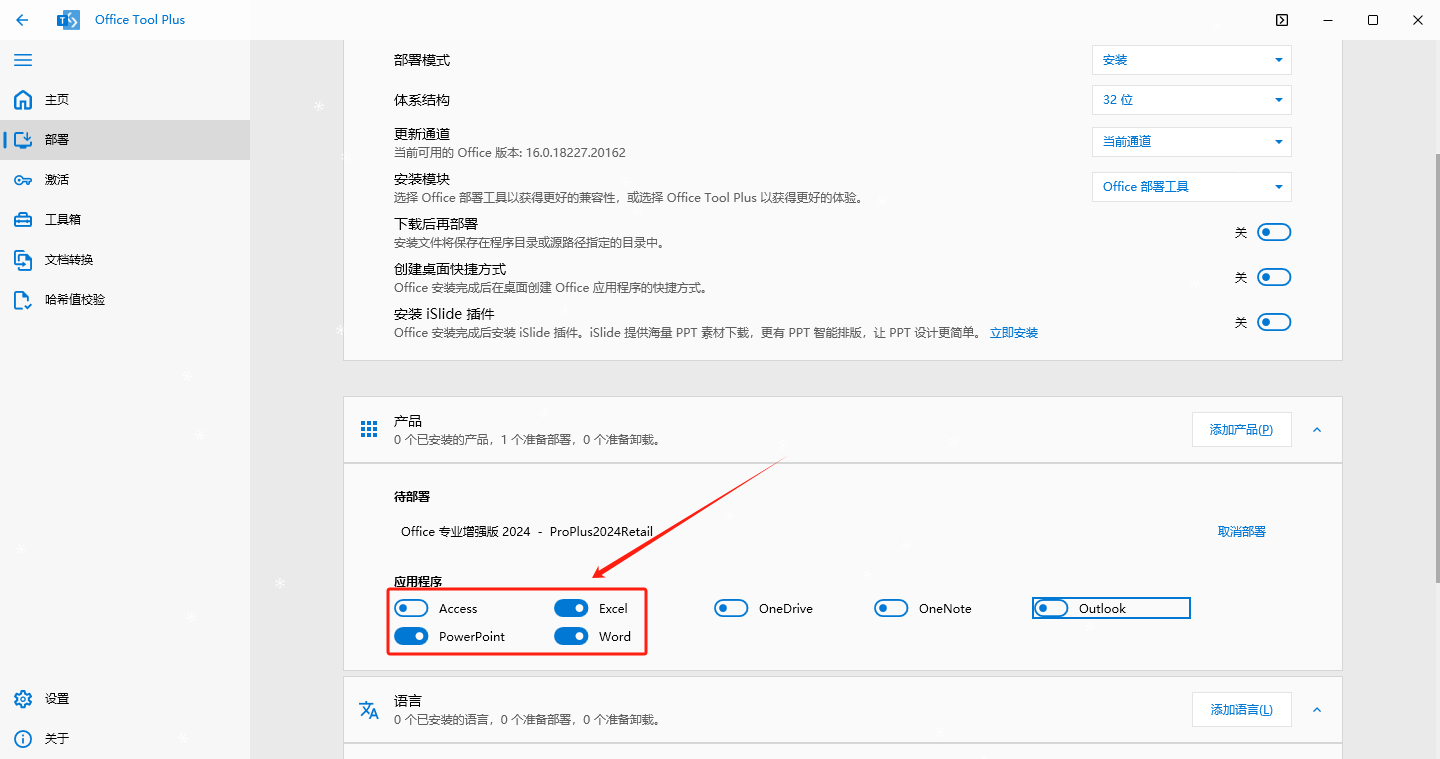 Office Tool Plus
主页
部署
激活
工具箱
文档转换
哈希值校验
设置
关于
部署模式
安装
体系结构
32 位
更新通道
当前可用的 Office 版本: 16.0.18227.20162
当前通道
安装模块
选择 Office 部署工具以获得更好的兼容性，或选择 Office Tool Plus 以获得更好的体验。
Office 部署工具
下载后再部署
安装文件将保存在程序目录或源路径指定的目录中。
关
创建桌面快捷方式
Office 安装完成后在桌面创建 Office 应用程序的快捷方式。
关
安装 iSlide 插件
Office 安装完成后安装 iSlide 插件。iSlide 提供海量 PPT 素材下载，更有 PPT 智能排版，让 PPT 设计更简单。 立即安装
关
产品
0 个已安装的产品，1 个准备部署，0 个准备卸载。
添加产品(P)
待部署
Office 专业增强版 2024 - ProPlus2024Retail
取消部署
应用程序
Access Excel OneDrive OneNote Outlook
PowerPoint Word
语言
0 个已安装的语言，0 个准备部署，0 个准备卸载。
添加语言(L)